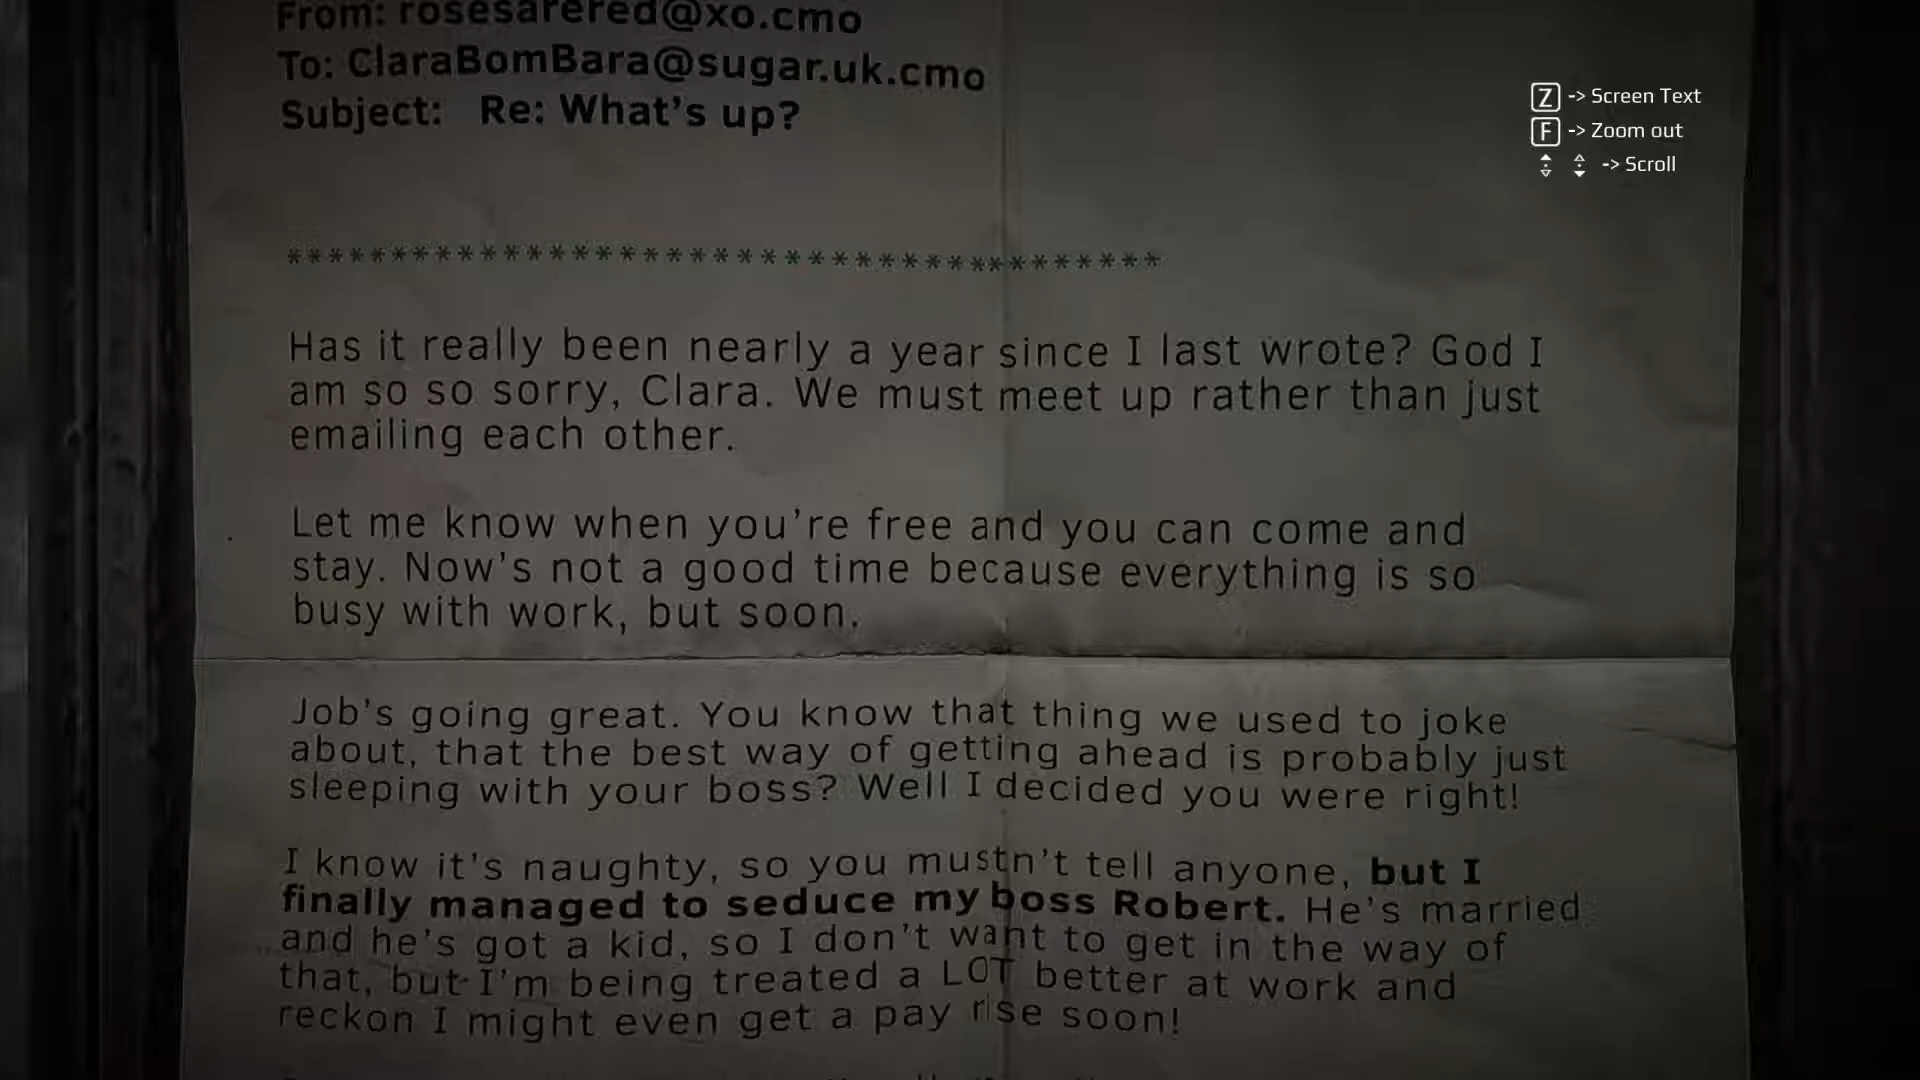 From: rosesarered@xo.cmo
To: ClaraBomBara@sugar.uk.cmo
Subject: Re: What's up?
Z -> Screen Text
F -> Zoom out
-> Scroll
**************************************
Has it really been nearly a year since I last wrote? God I
am so so sorry, Clara. We must meet up rather than just
emailing each other.
Let me know when you're free and you can come and
stay. Now's not a good time because everything is so
busy with work, but soon.
Job's going great. You know that thing we used to joke
about, that the best way of getting ahead is probably just
sleeping with your boss? Well I decided you were right!
I know it's naughty, so you mustn't tell anyone, but I
finally managed to seduce my boss Robert. He's married
and he's got a kid, so I don't want to get in the way of
that, but I'm being treated a LOT better at work and
reckon I might even get a pay rise soon!